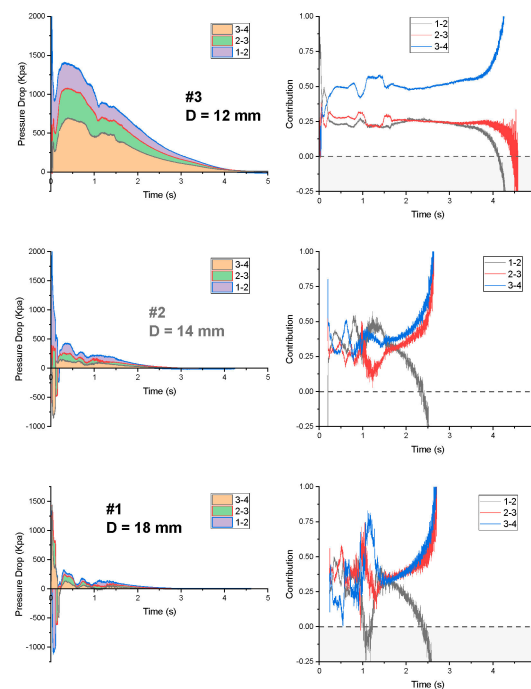 2000
1500
1000
500
0
Pressure Drop (Kpa)
3-4
2-3
1-2
#3
D = 12 mm
0 1 2 3 4 5
Time (s)
1.00
0.75
0.50
0.25
0.00
-0.25
Contribution
1-2
2-3
3-4
0 1 2 3 4
Time (s)
2000
1500
1000
500
0
-500
-1000
Pressure Drop (Kpa)
3-4
2-3
1-2
#2
D = 14 mm
0 1 2 3 4 5
Time (s)
1.00
0.75
0.50
0.25
0.00
-0.25
Contribution
1-2
2-3
3-4
0 1 2 3 4
Time (s)
1500
1000
500
0
-500
-1000
Pressure Drop (Kpa)
3-4
2-3
1-2
#1
D = 18 mm
0 1 2 3 4 5
Time (s)
1.00
0.75
0.50
0.25
0.00
-0.25
Contribution
1-2
2-3
3-4
0 1 2 3 4
Time (s)